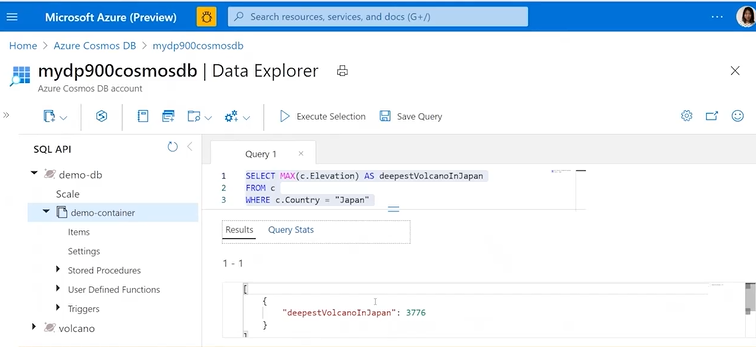 Microsoft Azure (Preview)
Search resources, services, and docs (G+/)
Home > Azure Cosmos DB > mydp900cosmosdb
mydp900cosmosdb | Data Explorer
Azure Cosmos DB account
Execute Selection
Save Query
SQL API
demo-db
Scale
demo-container
Items
Settings
Stored Procedures
User Defined Functions
Triggers
volcano
Query 1
1 SELECT MAX(c.Elevation) AS deepestVolcanoInJapan
2 FROM c
3 WHERE c.Country = "Japan"
Results Query Stats
1 - 1
[
{
"deepestVolcanoInJapan": 3776
}
]